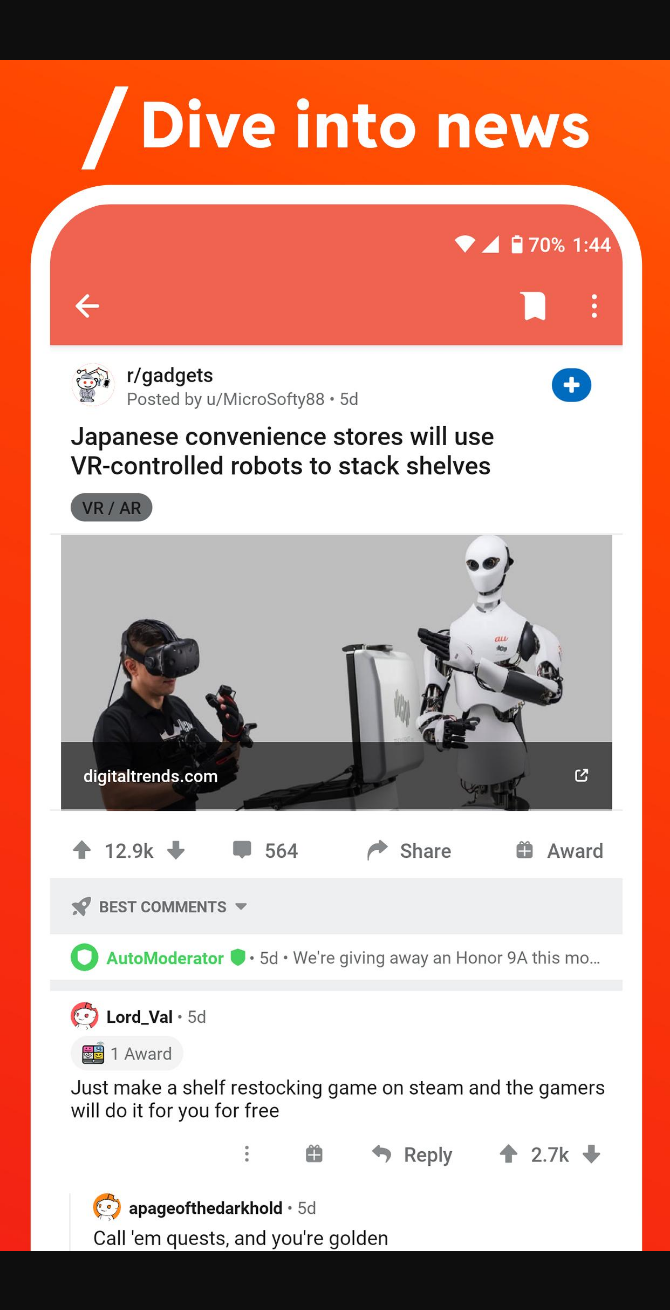 / Dive into news
70% 1:44
r/gadgets
Posted by u/MicroSofty88 • 5d
Japanese convenience stores will use
VR-controlled robots to stack shelves
VR / AR
au
digitaltrends.com
12.9k
564
Share
Award
BEST COMMENTS
AutoModerator • 5d • We're giving away an Honor 9A this mo...
Lord_Val • 5d
1 Award
Just make a shelf restocking game on steam and the gamers
will do it for you for free
Reply
2.7k
apageofthedarkhold • 5d
Call 'em quests, and you're golden